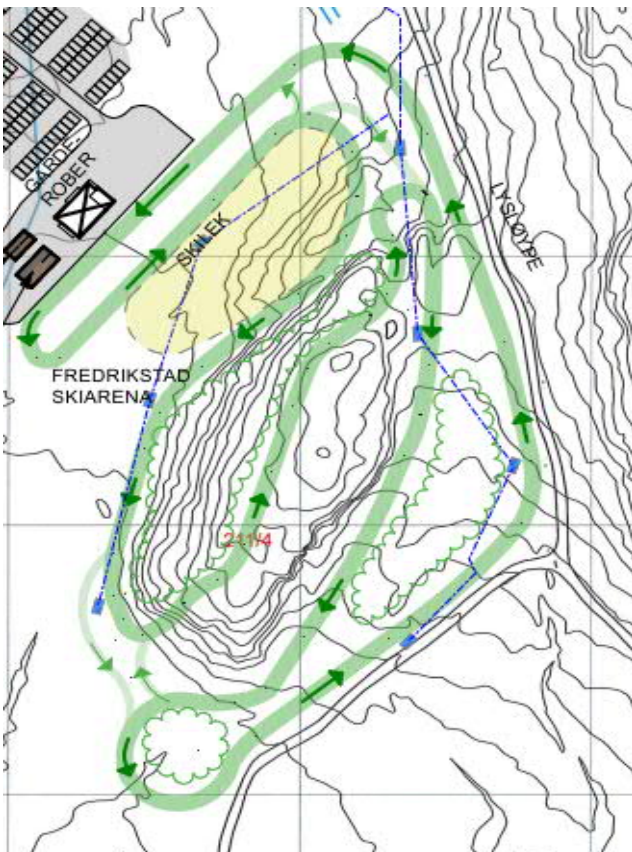 GARDE-
ROBER
SKILEK
LYSLØYPE
FREDRIKSTAD
SKIARENA
211/4